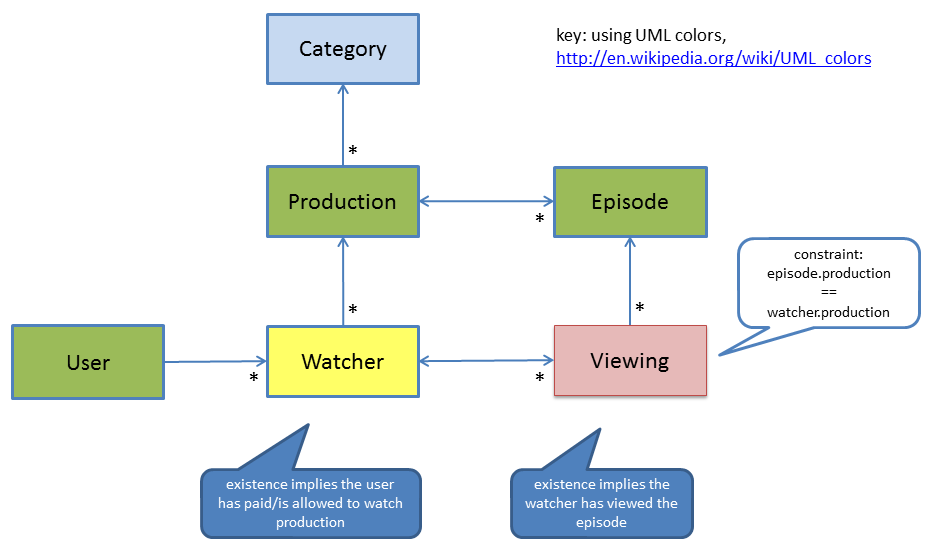 Category
key: using UML colors,
http://en.wikipedia.org/wiki/UML_colors
*
Production
Episode
*
constraint:
episode.production
==
watcher.production
*
*
User
Watcher
Viewing
*
*
existence implies the user
has paid/is allowed to watch
production
existence implies the
watcher has viewed the
episode